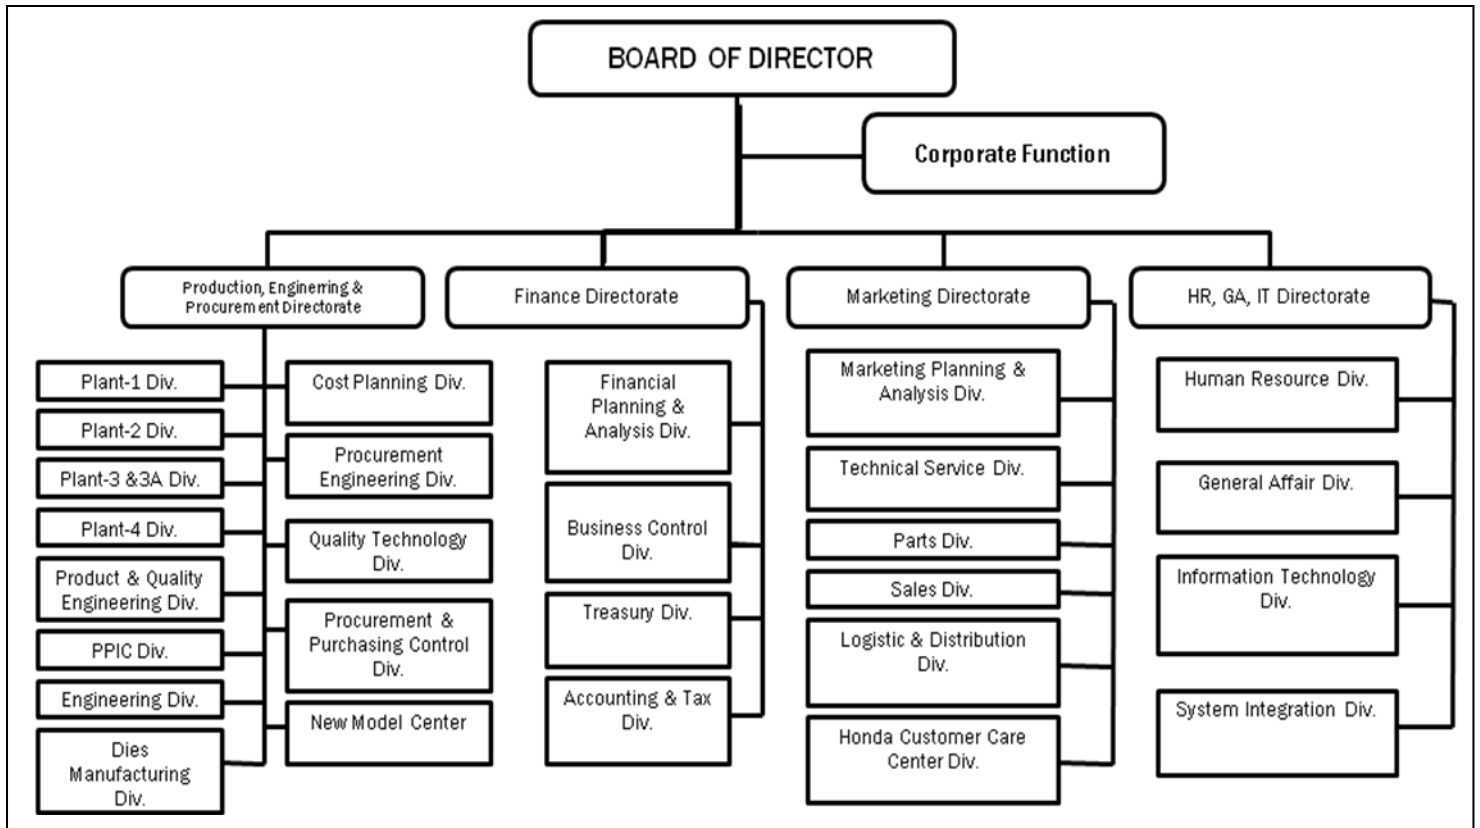 BOARD OF DIRECTOR
Corporate Function
Production, Enginerring &
Procurement Directorate
Finance Directorate
Marketing Directorate
HR, GA, IT Directorate
Plant-1 Div.
Plant-2 Div.
Plant-3 &3A Div.
Plant-4 Div.
Product & Quality
Engineering Div.
PPIC Div.
Engineering Div.
Dies
Manufacturing
Div.
Cost Planning Div.
Procurement
Engineering Div.
Quality Technology
Div.
Procurement &
Purchasing Control
Div.
New Model Center
Financial
Planning &
Analysis Div.
Business Control
Div.
Treasury Div.
Accounting & Tax
Div.
Marketing Planning &
Analysis Div.
Technical Service Div.
Parts Div.
Sales Div.
Logistic & Distribution
Div.
Honda Customer Care
Center Div.
Human Resource Div.
General Affair Div.
Information Technology
Div.
System Integration Div.